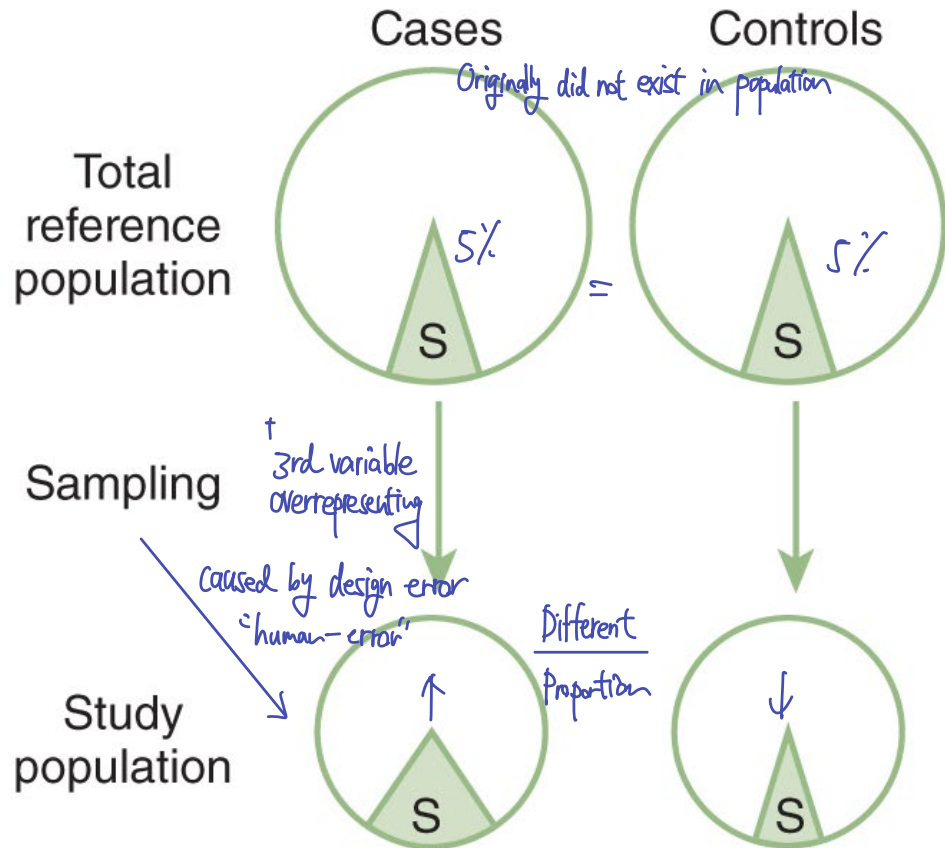 Cases
Controls
Originally did not exist in population
Total
reference
population
5%
=
5%
S
S
Sampling
+
3rd variable
overrepresenting
caused by design error
"human-error"
Different
Proportion
Study
population
↑
↓
S
S